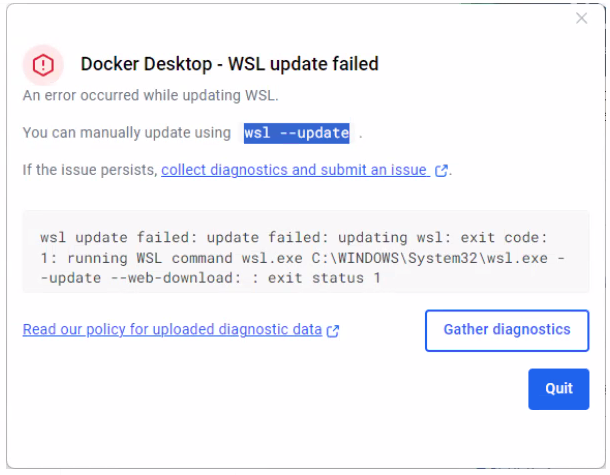 Docker Desktop - WSL update failed
An error occurred while updating WSL.
You can manually update using wsl --update .
If the issue persists, collect diagnostics and submit an issue .
wsl update failed: update failed: updating wsl: exit code:
1: running WSL command wsl.exe C:\WINDOWS\System32\wsl.exe -
-update --web-download: : exit status 1
Read our policy for uploaded diagnostic data
Gather diagnostics
Quit